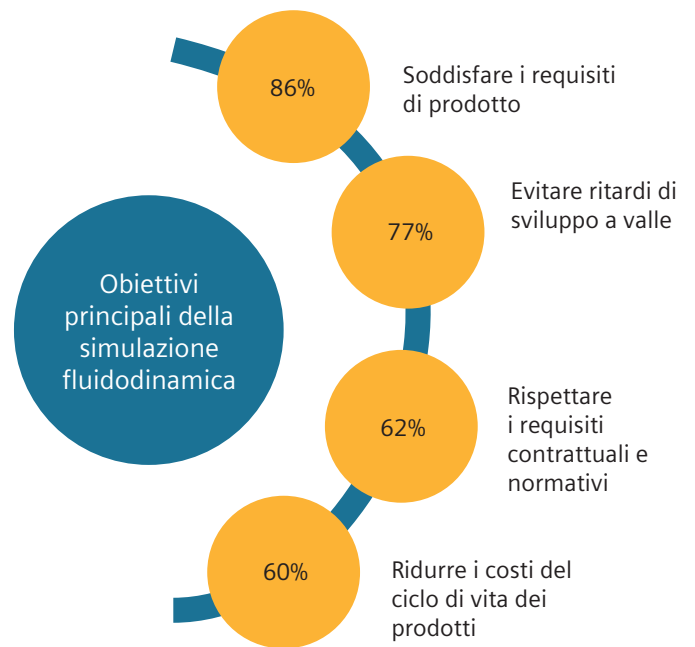 Obiettivi
principali della
simulazione
fluidodinamica
86%
Soddisfare i requisiti
di prodotto
77%
Evitare ritardi di
sviluppo a valle
62%
Rispettare
i requisiti
contrattuali e
normativi
60%
Ridurre i costi del
ciclo di vita dei
prodotti